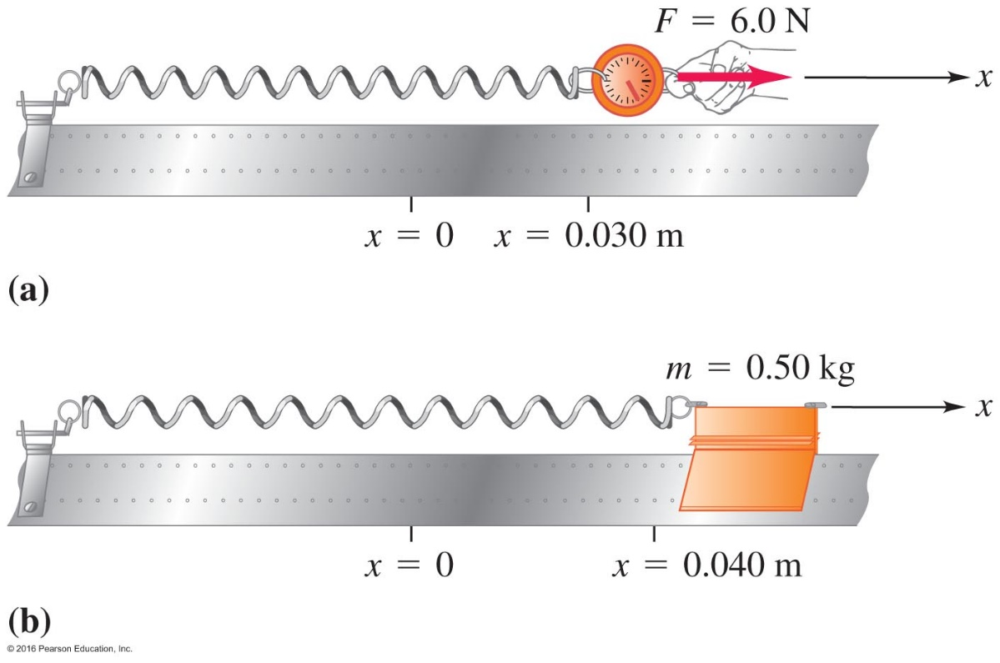 F = 6.0 N
x
x = 0 x = 0.030 m
(a)
m = 0.50 kg
x
x = 0 x = 0.040 m
(b)
© 2016 Pearson Education, Inc.